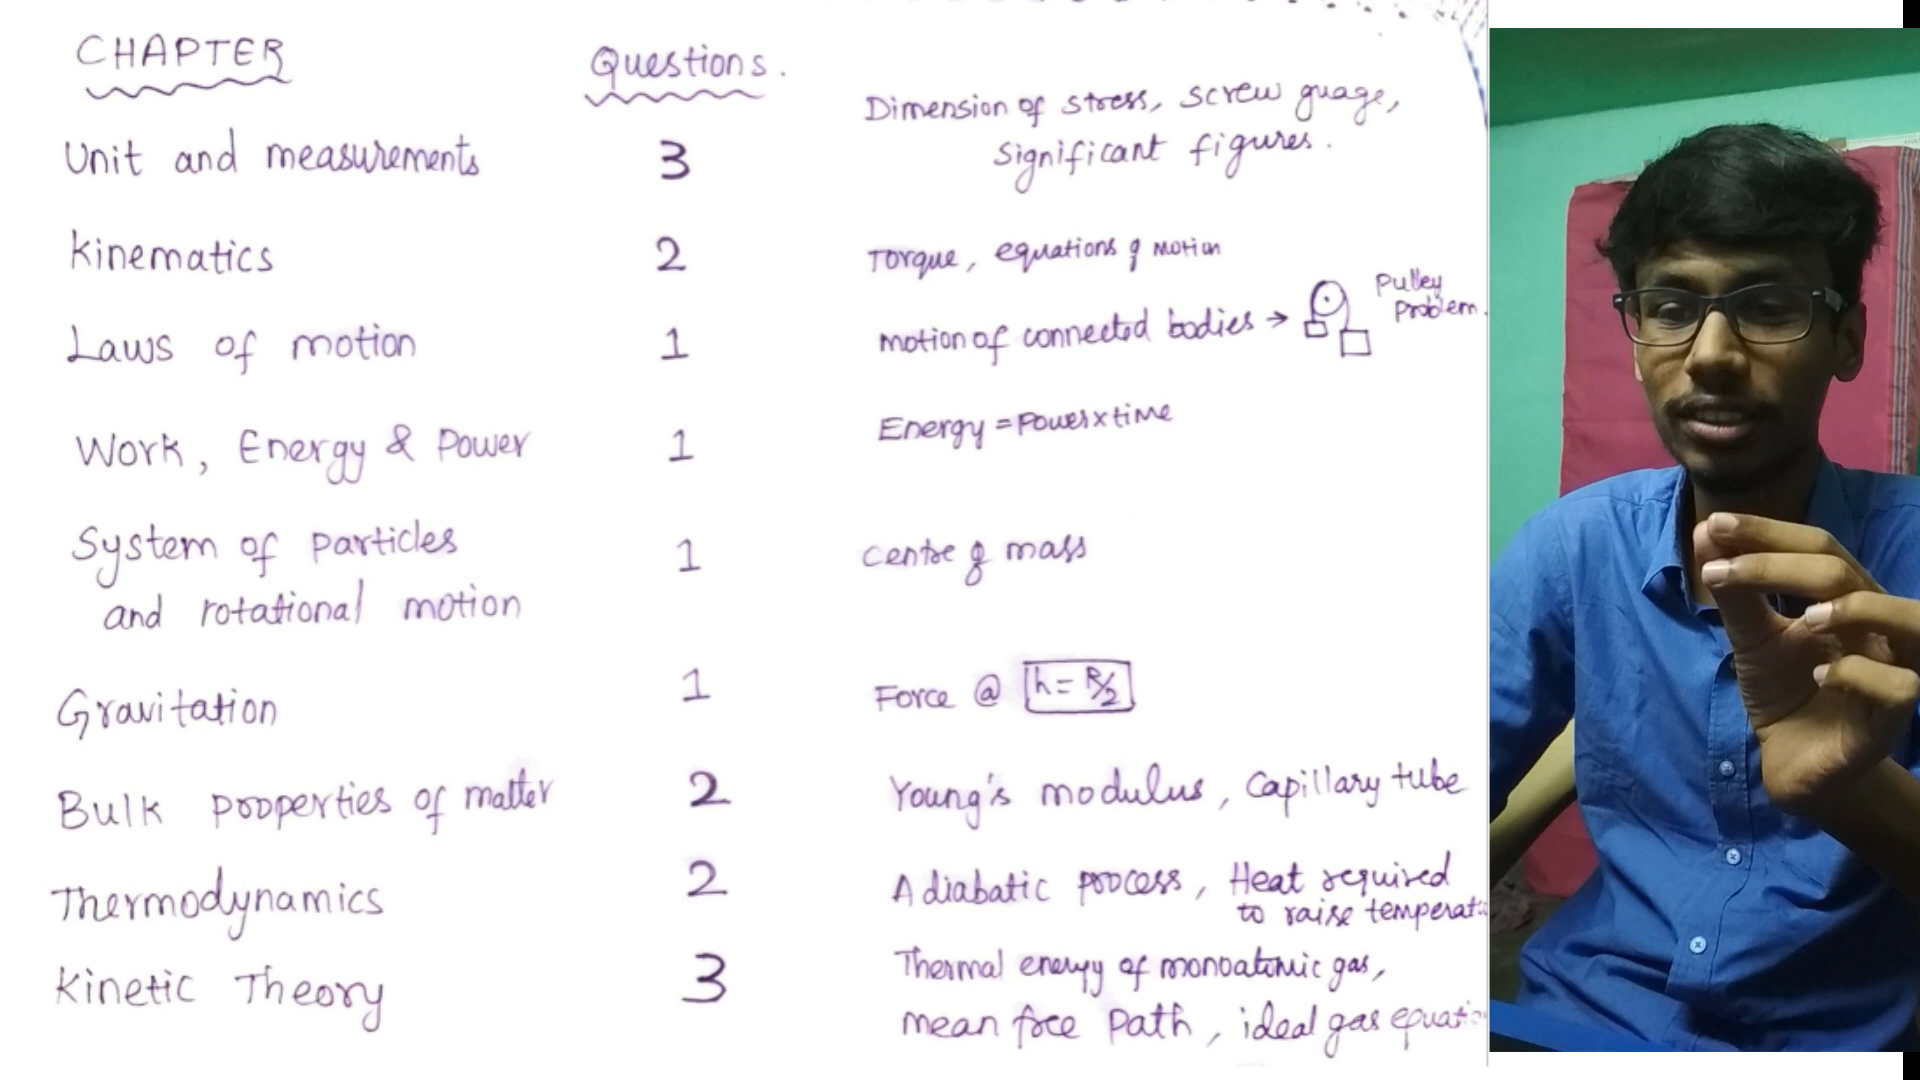 CHAPTER
Questions.
Dimension of stress, screw guage,
significant figures.
Unit and measurements
3
Kinematics
2
Torque, equations of motion
Laws of motion
1
motion of connected bodies →
Pulley
Problem.
Work, Energy & Power
1
Energy = Power x time
System of particles
and rotational motion
1
centre of mass
Gravitation
1
Force @ h = R/2
Bulk properties of matter
2
Young's modulus, Capillary tube
Thermodynamics
2
Adiabatic process, Heat required
to raise
Kinetic Theory
3
Thermal energy of monoatomic gas,
mean free Path, ideal gas